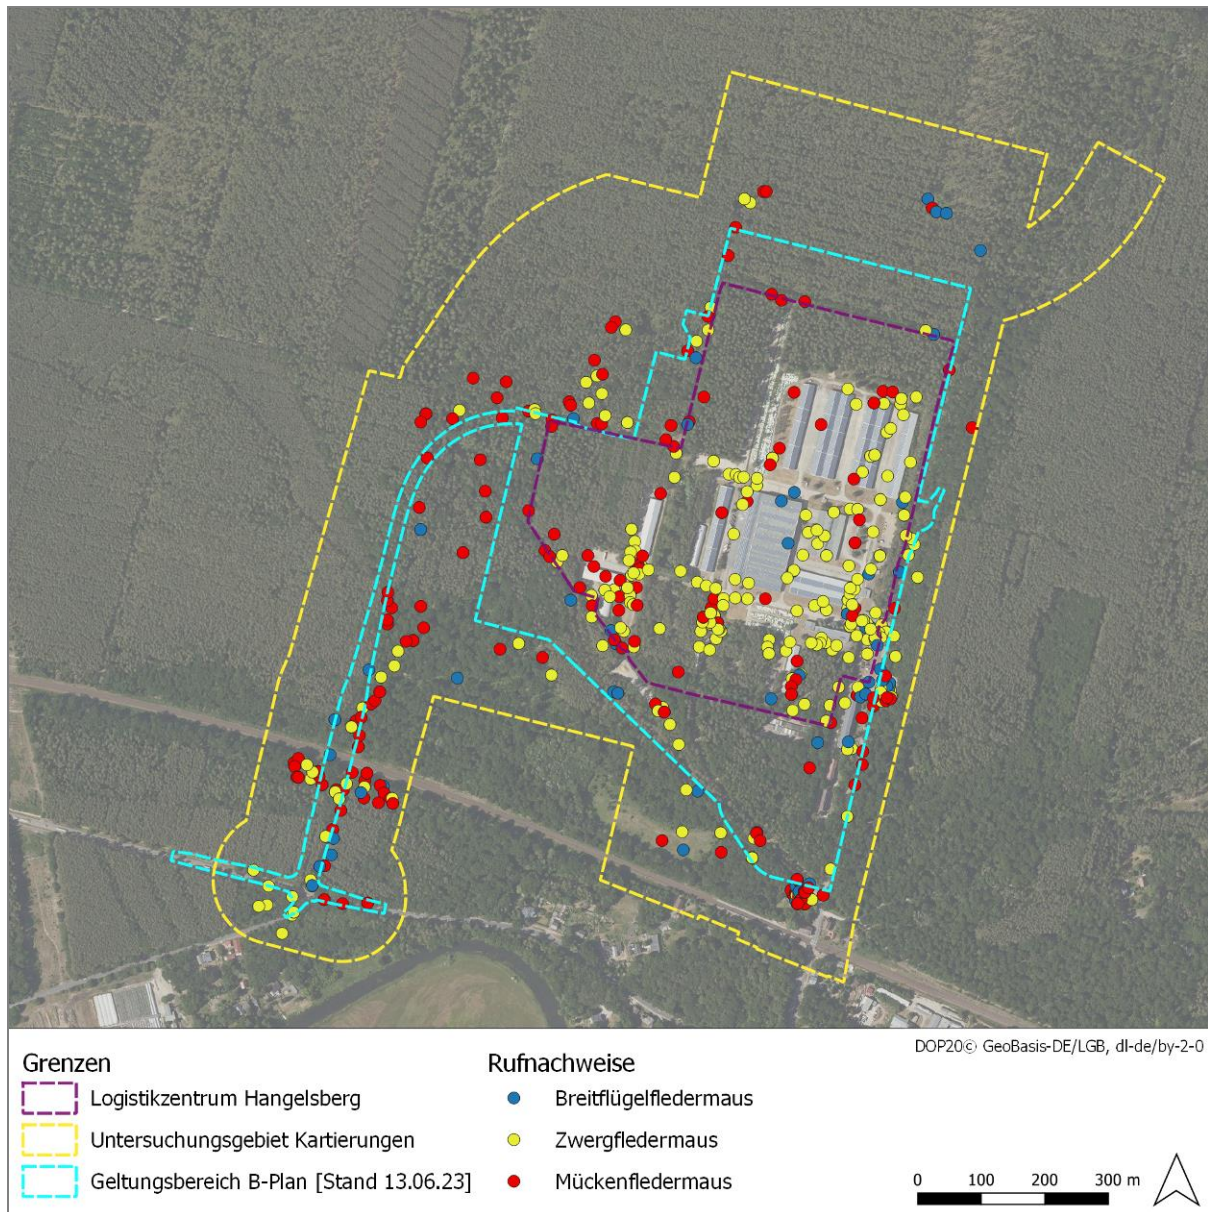 DOP20© GeoBasis-DE/LGB, dl-de/by-2-0
Grenzen
Logistikzentrum Hangelsberg
Untersuchungsgebiet Kartierungen
Geltungsbereich B-Plan [Stand 13.06.23]
Rufnachweise
Breitflügelfledermaus
Zwergfledermaus
Mückenfledermaus
0 100 200 300 m